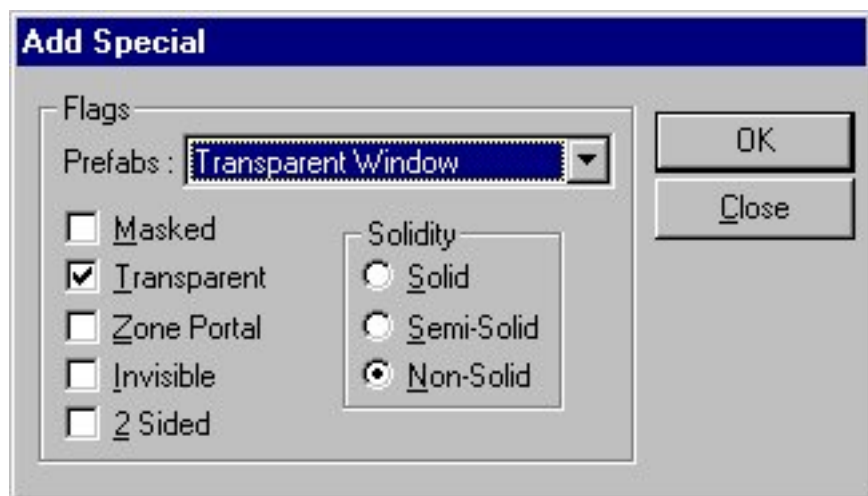 Add Special
Flags
Prefabs : Transparent Window
OK
Close
Masked
Transparent
Zone Portal
Invisible
2 Sided
Solidity
Solid
Semi-Solid
Non-Solid